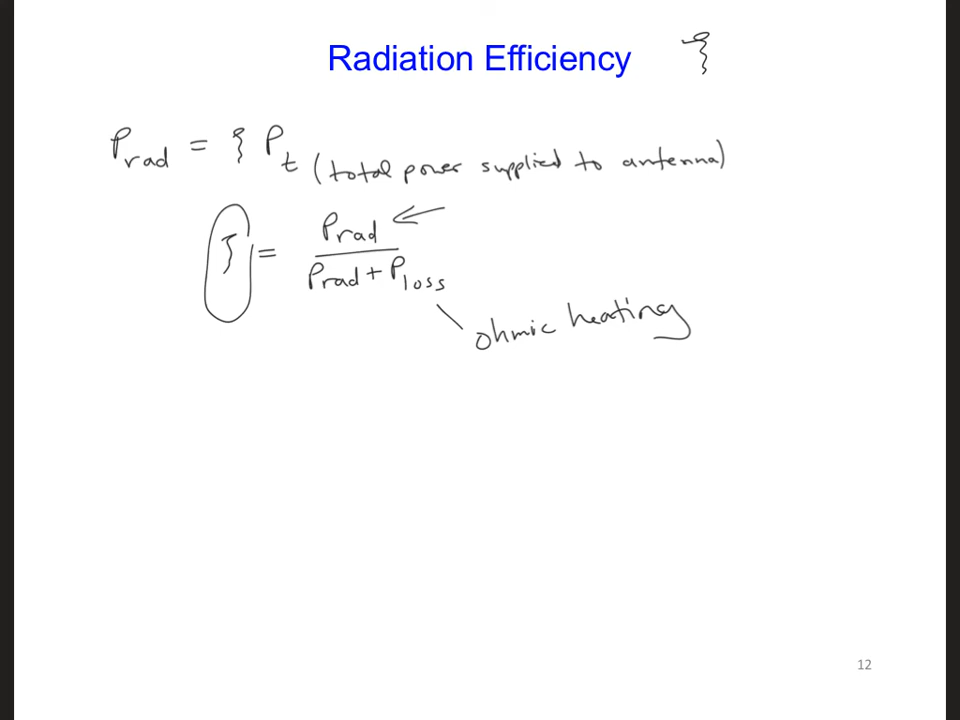 Radiation Efficiency ξ
Prad = ξ Pt (total power supplied to antenna)
ξ = Prad / Prad + Ploss
ohmic heating
12